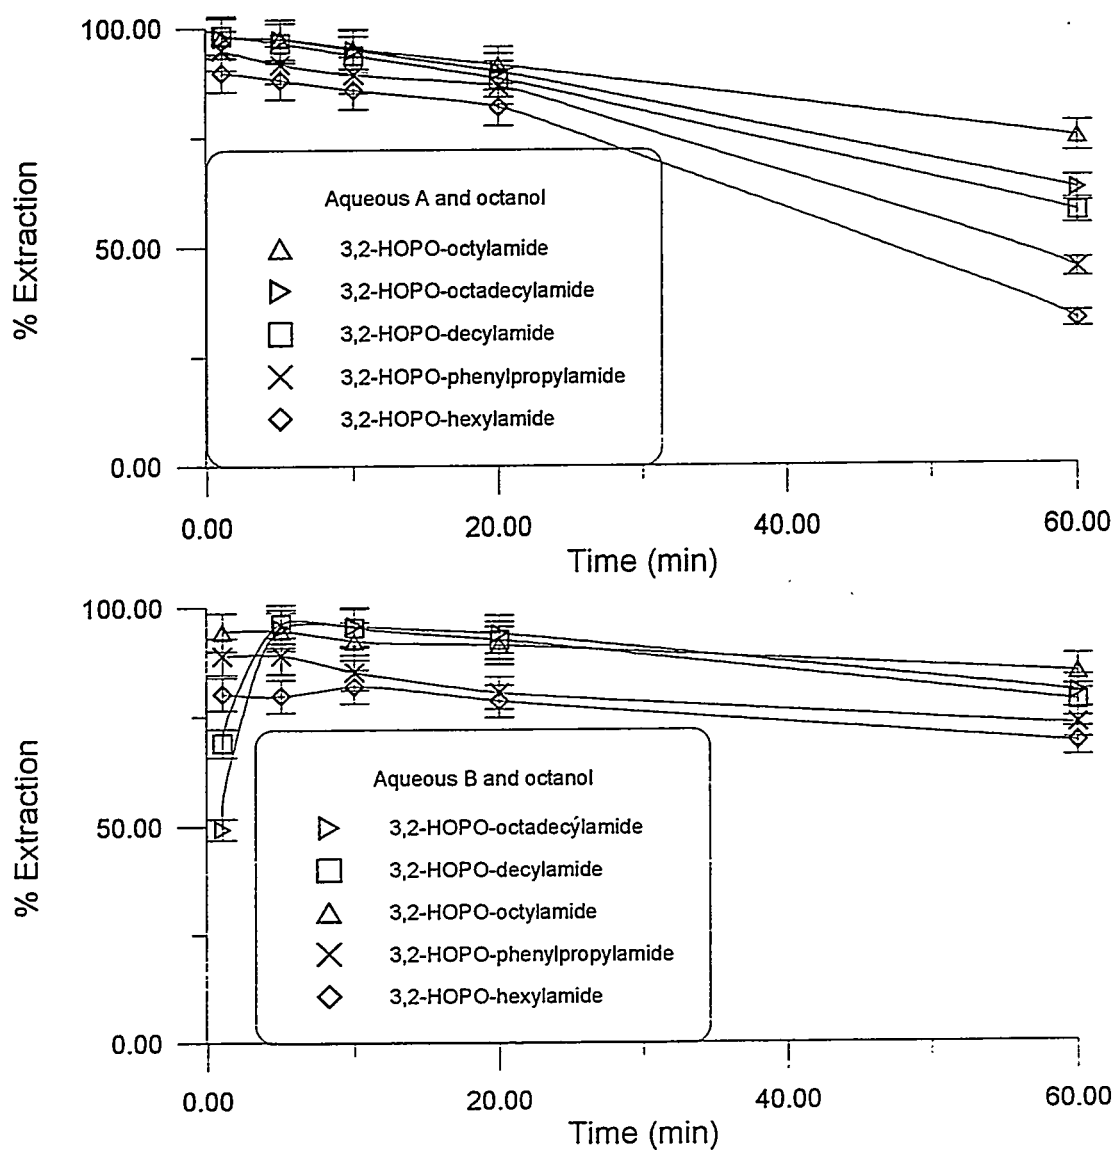 100.00
50.00
0.00
% Extraction
Aqueous A and octanol
3,2-HOPO-octylamide
3,2-HOPO-octadecylamide
3,2-HOPO-decylamide
3,2-HOPO-phenylpropylamide
3,2-HOPO-hexylamide
0.00 20.00 40.00 60.00
Time (min)
100.00
50.00
0.00
% Extraction
Aqueous B and octanol
3,2-HOPO-octadecýlamide
3,2-HOPO-decylamide
3,2-HOPO-octylamide
3,2-HOPO-phenylpropylamide
3,2-HOPO-hexylamide
0.00 20.00 40.00 60.00
Time (min)